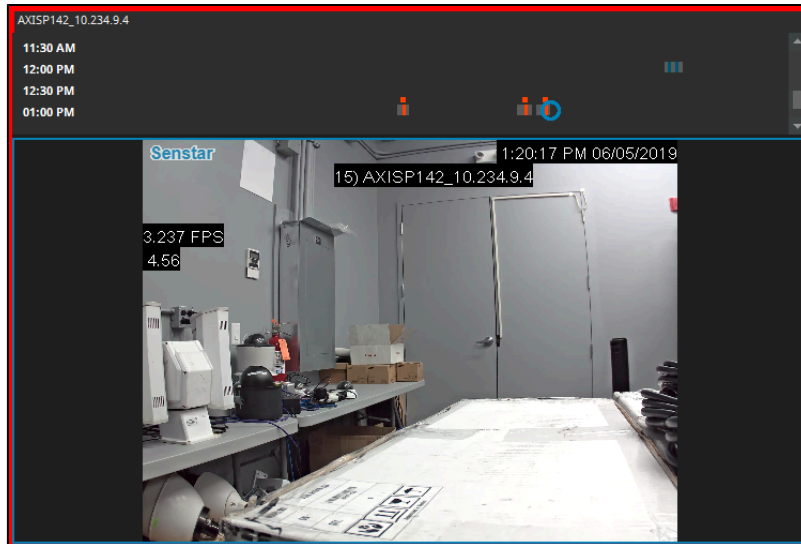 AXISP142_10.234.9.4
11:30 AM
12:00 PM
12:30 PM
01:00 PM
Senstar
1:20:17 PM 06/05/2019
15) AXISP142_10.234.9.4
3.237 FPS
4.56